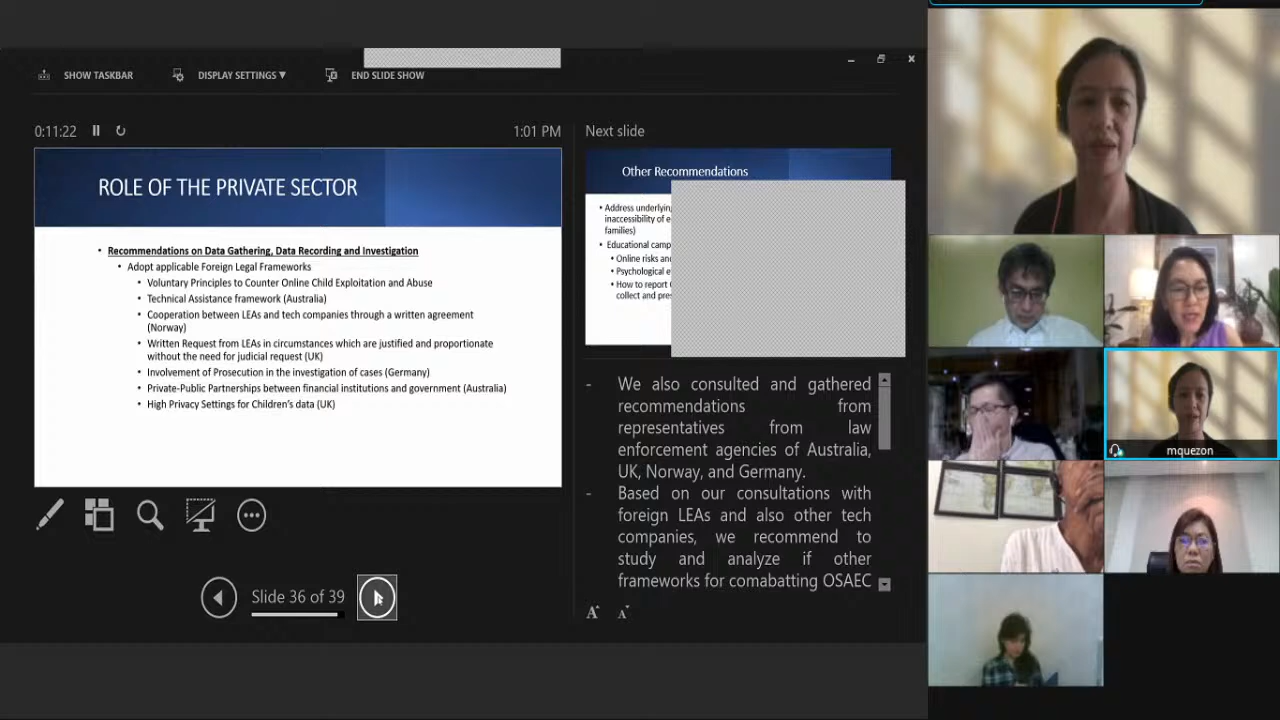 SHOW TASKBAR
DISPLAY SETTINGS ▼
END SLIDE SHOW
0:11:22
1:01 PM
Next slide
ROLE OF THE PRIVATE SECTOR
• Recommendations on Data Gathering, Data Recording and Investigation
• Adopt applicable Foreign Legal Frameworks
• Voluntary Principles to Counter Online Child Exploitation and Abuse
• Technical Assistance framework (Australia)
• Cooperation between LEAs and tech companies through a written agreement
(Norway)
• Written Request from LEAs in circumstances which are justified and proportionate
without the need for judicial request (UK)
• Involvement of Prosecution in the investigation of cases (Germany)
• Private-Public Partnerships between financial institutions and government (Australia)
• High Privacy Settings for Children's data (UK)
Slide 36 of 39
Other Recommendations
• Address underlying
inaccessibility of e
families)
• Educational camp
• Online risks and
• Psychological e
• How to report
collect and pres
- We also consulted and gathered
recommendations from
representatives from law
enforcement agencies of Australia,
UK, Norway, and Germany.
- Based on our consultations with
foreign LEAs and also other tech
companies, we recommend to
study and analyze if other
frameworks for comabatting OSAEC
A A
mquezon